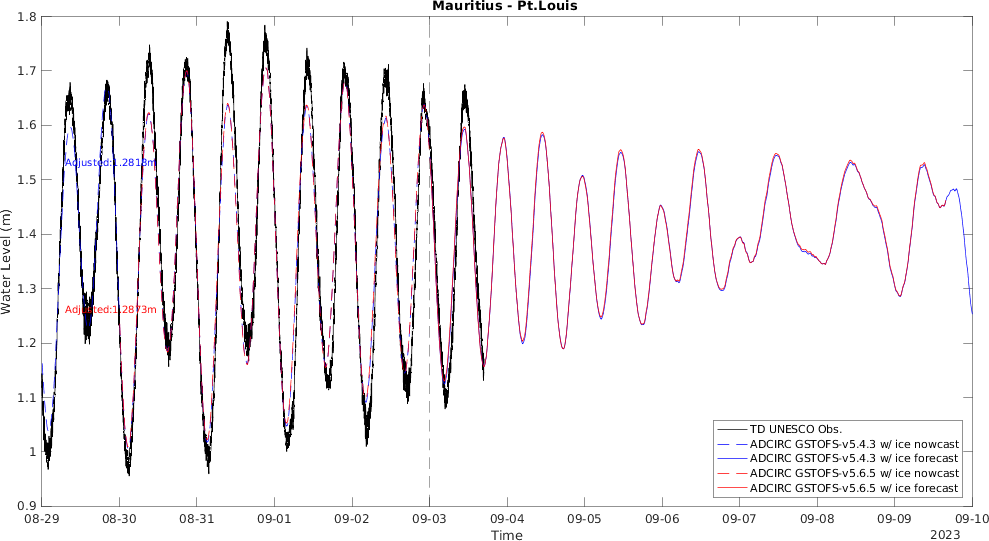 Mauritius - Pt.Louis
1.8
1.7
1.6
1.5
1.4
1.3
1.2
1.1
1
0.9
Water Level (m)
Adjusted:1.2818m
Adjusted:1.2873m
TD UNESCO Obs.
ADCIRC GSTOFS-v5.4.3 w/ ice nowcast
ADCIRC GSTOFS-v5.4.3 w/ ice forecast
ADCIRC GSTOFS-v5.6.5 w/ ice nowcast
ADCIRC GSTOFS-v5.6.5 w/ ice forecast
08-29 08-30 08-31 09-01 09-02 09-03 09-04 09-05 09-06 09-07 09-08 09-09 09-10
Time
2023